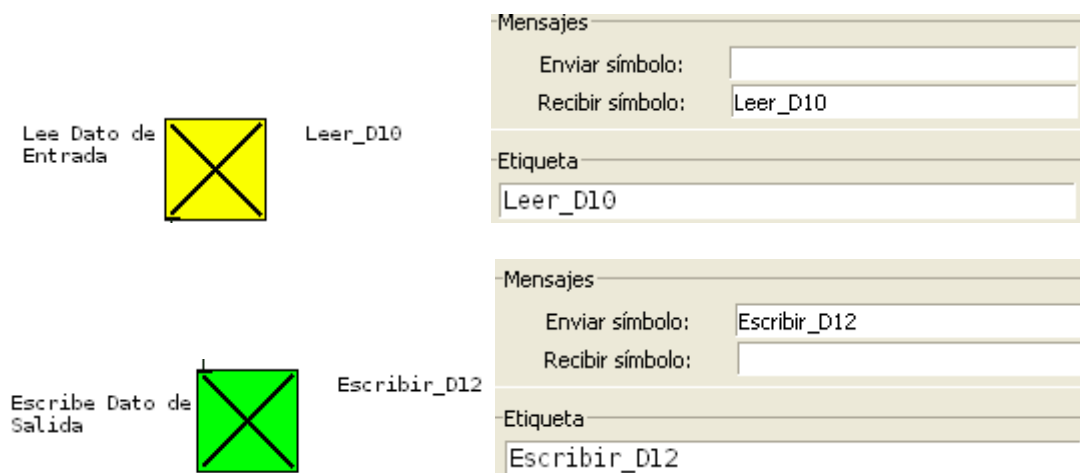 Mensajes
Enviar símbolo:
Recibir símbolo: Leer_D10
Lee Dato de
Entrada
Leer_D10
Etiqueta
Leer_D10
Mensajes
Enviar símbolo: Escribir_D12
Recibir símbolo:
Escribe Dato de
Salida
Escribir_D12
Etiqueta
Escribir_D12